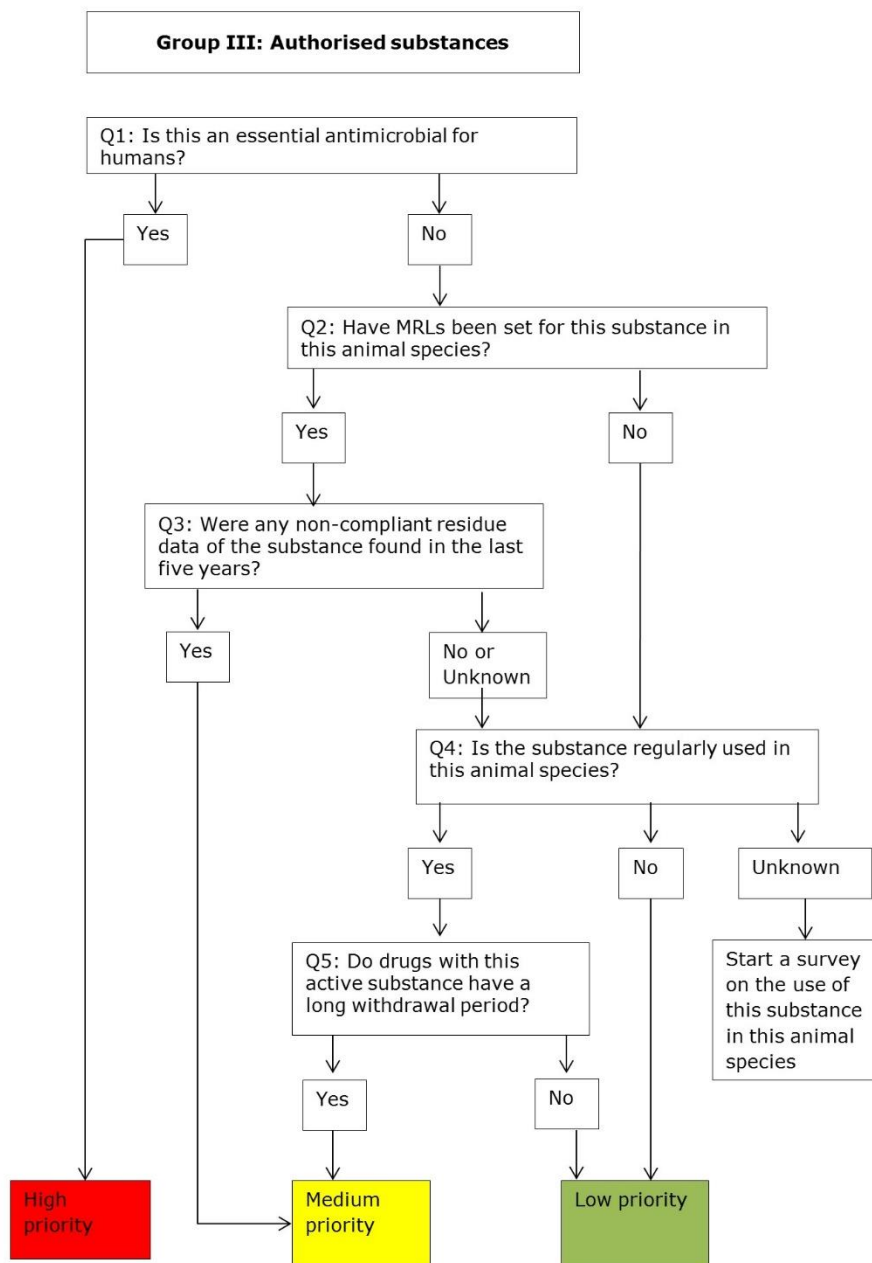 Group III: Authorised substances
Q1: Is this an essential antimicrobial for
humans?
Yes
No
Q2: Have MRLs been set for this substance in
this animal species?
Yes
No
Q3: Were any non-compliant residue
data of the substance found in the last
five years?
Yes
No or
Unknown
Q4: Is the substance regularly used in
this animal species?
Yes
No
Unknown
Q5: Do drugs with this
active substance have a
long withdrawal period?
Start a survey
on the use of
this substance
in this animal
species
Yes
No
High
priority
Medium
priority
Low priority